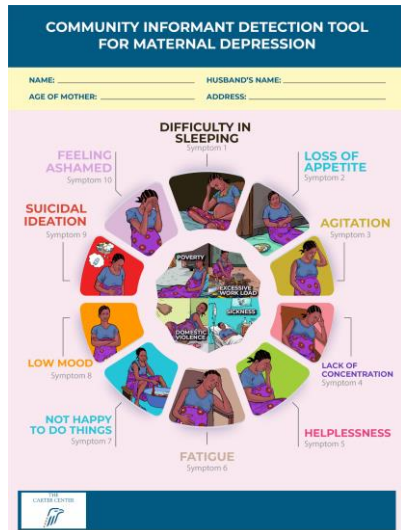 COMMUNITY INFORMANT DETECTION TOOL
FOR MATERNAL DEPRESSION
NAME:
HUSBAND'S NAME:
AGE OF MOTHER:
ADDRESS:
DIFFICULTY IN
SLEEPING
Symptom 1
LOSS OF
APPETITE
Symptom 2
AGITATION
Symptom 3
LACK OF
CONCENTRATION
Symptom 4
HELPLESSNESS
Symptom 5
FATIGUE
Symptom 6
NOT HAPPY
TO DO THINGS
Symptom 7
LOW MOOD
Symptom 8
SUICIDAL
IDEATION
Symptom 9
FEELING
ASHAMED
Symptom 10
POVERTY
EXCESSIVE
WORK LOAD
SICKNESS
DOMESTIC
VIOLENCE
THE
CARTER CENTER